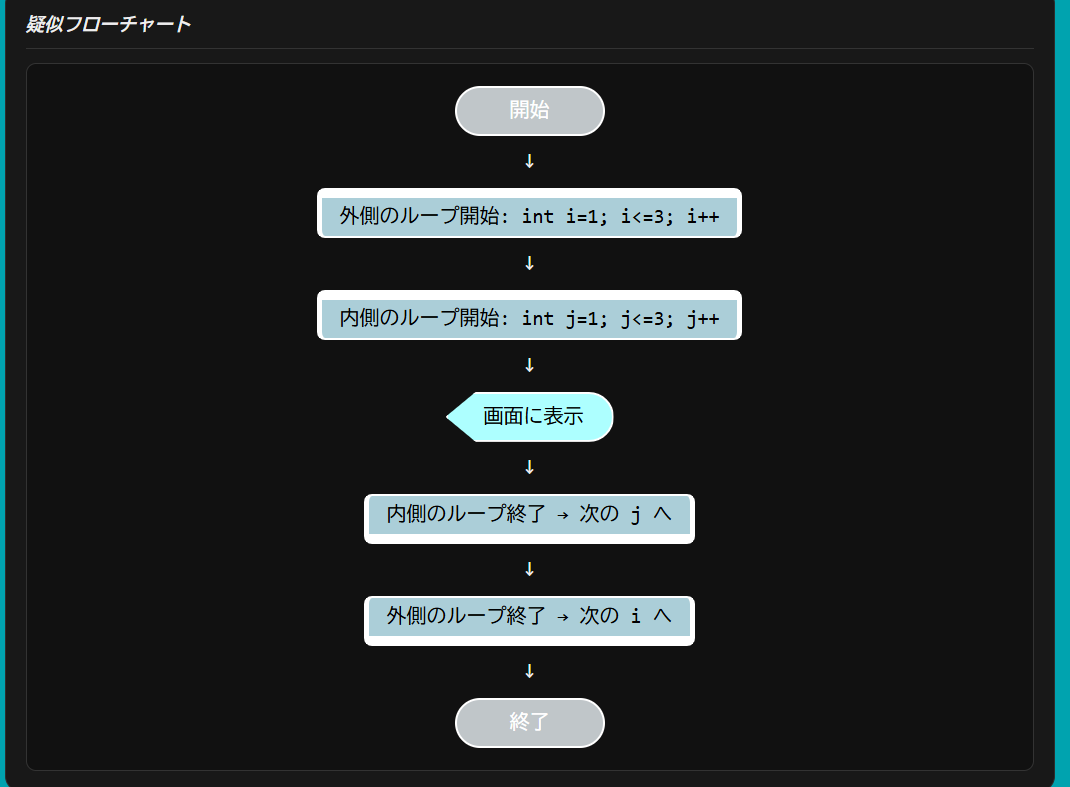 疑似フローチャート
開始
↓
外側のループ開始: int i=1; i<=3; i++
↓
内側のループ開始: int j=1; j<=3; j++
↓
画面に表示
↓
内側のループ終了 → 次の j へ
↓
外側のループ終了 → 次の i へ
↓
終了